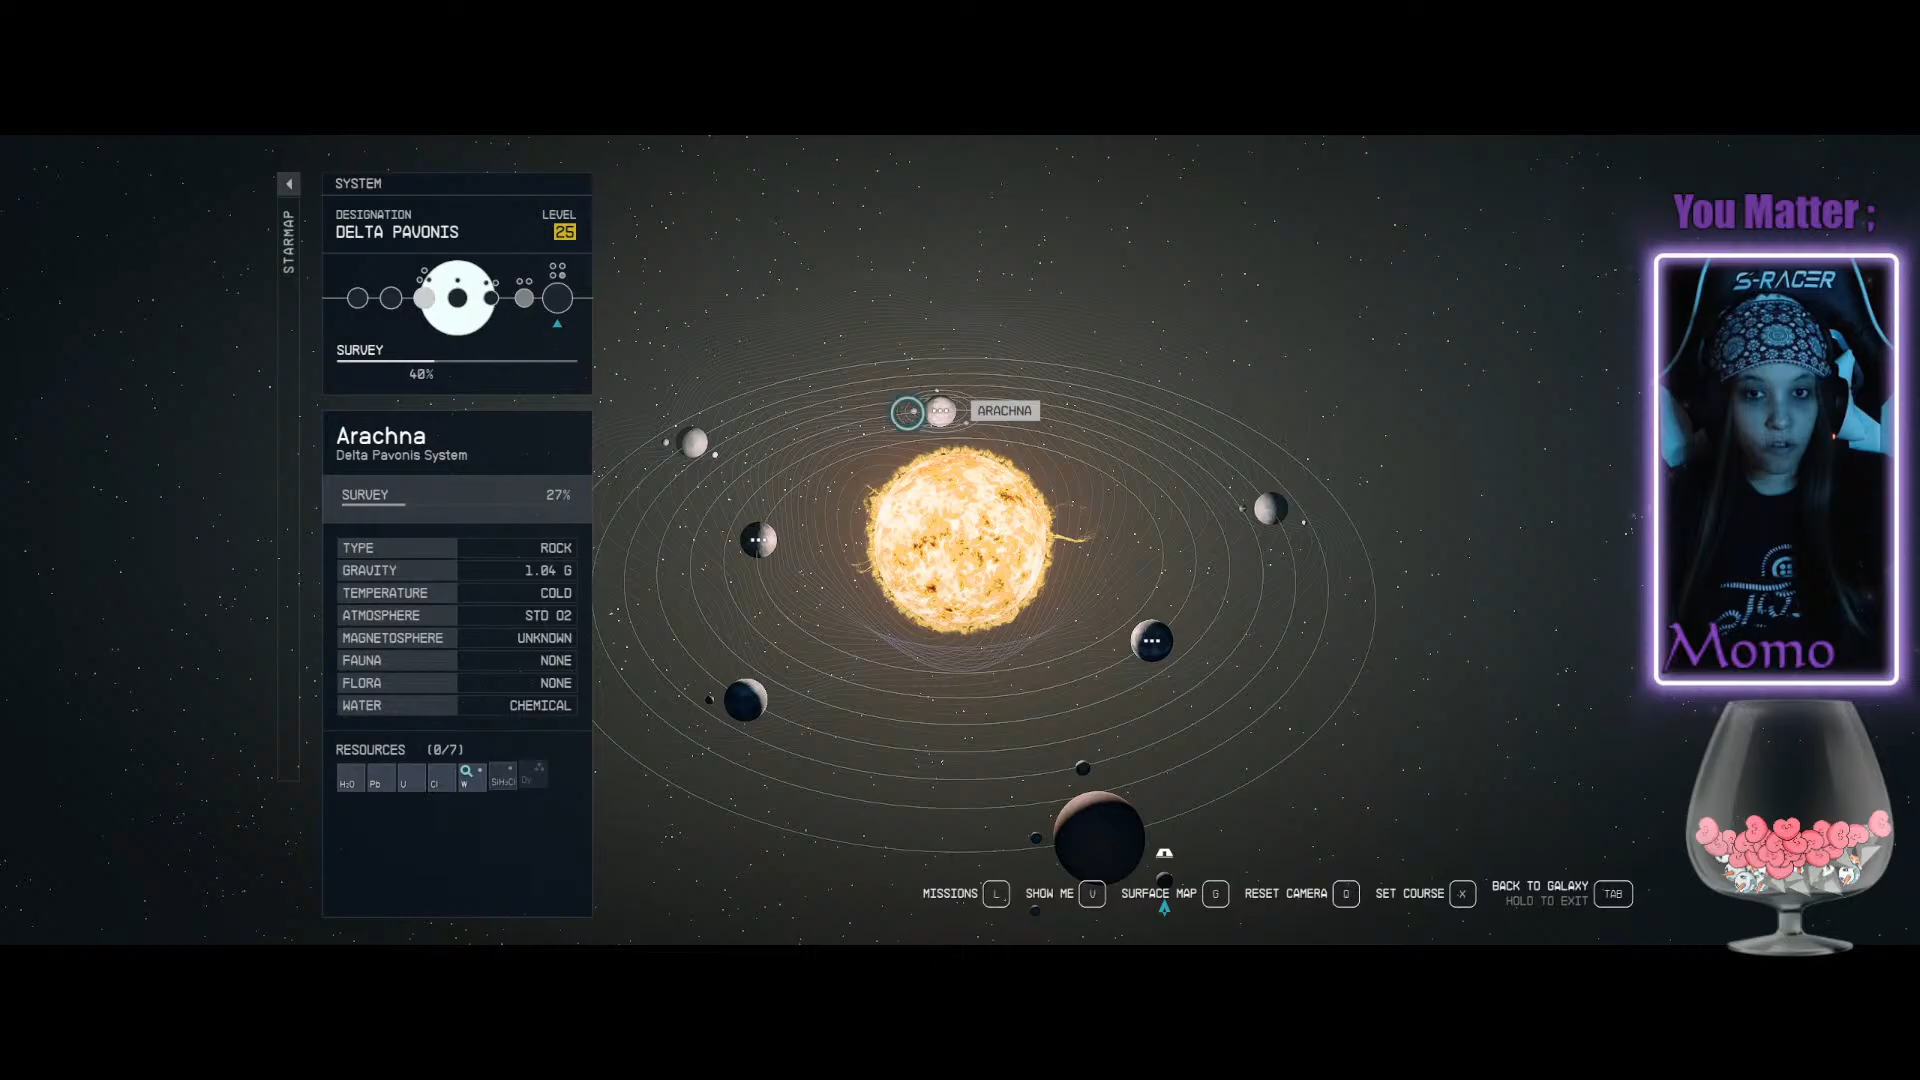 STARMAP
SYSTEM
DESIGNATION LEVEL
DELTA PAVONIS 25
SURVEY
40%
Arachna
Delta Pavonis System
SURVEY 27%
TYPE ROCK
GRAVITY 1.04 G
TEMPERATURE COLD
ATMOSPHERE STD O2
MAGNETOSPHERE UNKNOWN
FAUNA NONE
FLORA NONE
WATER CHEMICAL
RESOURCES (0/7)
H2O Pb U Cl W SiH3Cl Dy
ARACHNA
MISSIONS L SHOW ME V SURFACE MAP G RESET CAMERA SET COURSE X BACK TO GALAXY TAB
HOLD TO EXIT
You Matter ;
S-RACER
Momo